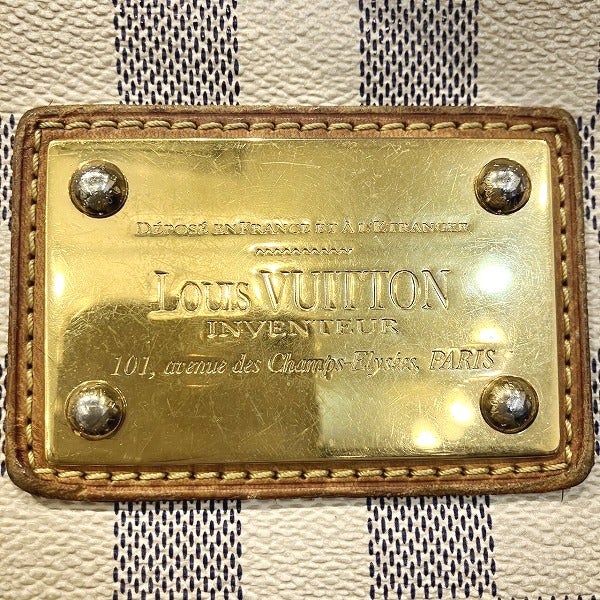 DÉPOSÉ EN FRANCE ET À L'ÉTRANGER
LOUIS VUITTON
INVENTEUR
101, avenue des Champs-Elysées, PARIS